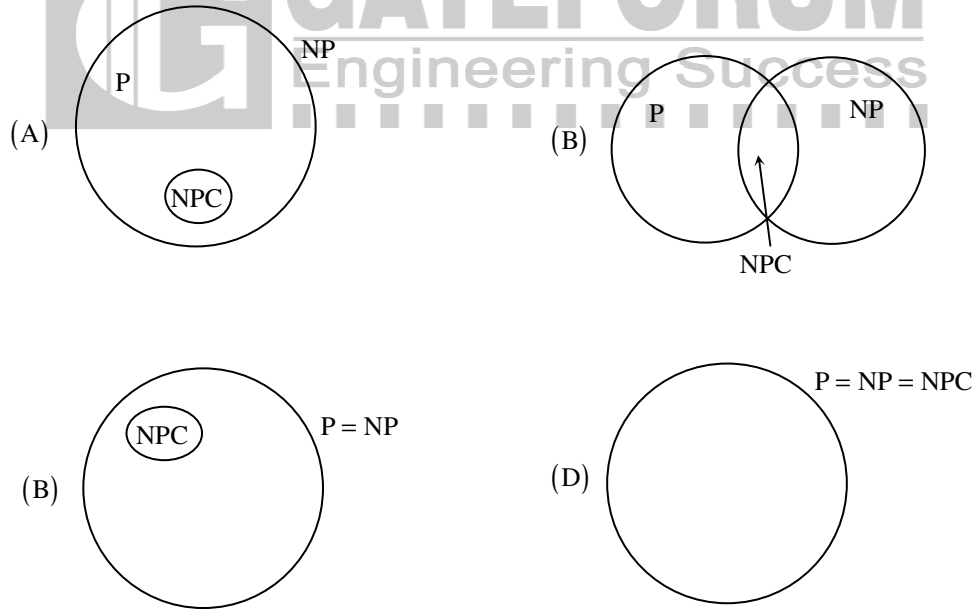 GATEFORUM
Engineering Success
P
NP
(A)
NPC
P
NP
(B)
NPC
NPC
P = NP
(B)
P = NP = NPC
(D)